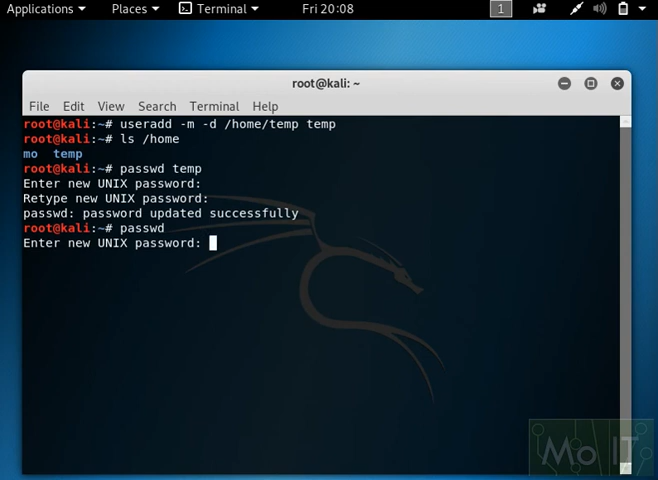 Applications Places Terminal Fri 20:08 1
root@kali: ~
File Edit View Search Terminal Help
root@kali:~# useradd -m -d /home/temp temp
root@kali:~# ls /home
mo temp
root@kali:~# passwd temp
Enter new UNIX password:
Retype new UNIX password:
passwd: password updated successfully
root@kali:~# passwd
Enter new UNIX password:
Mo IT